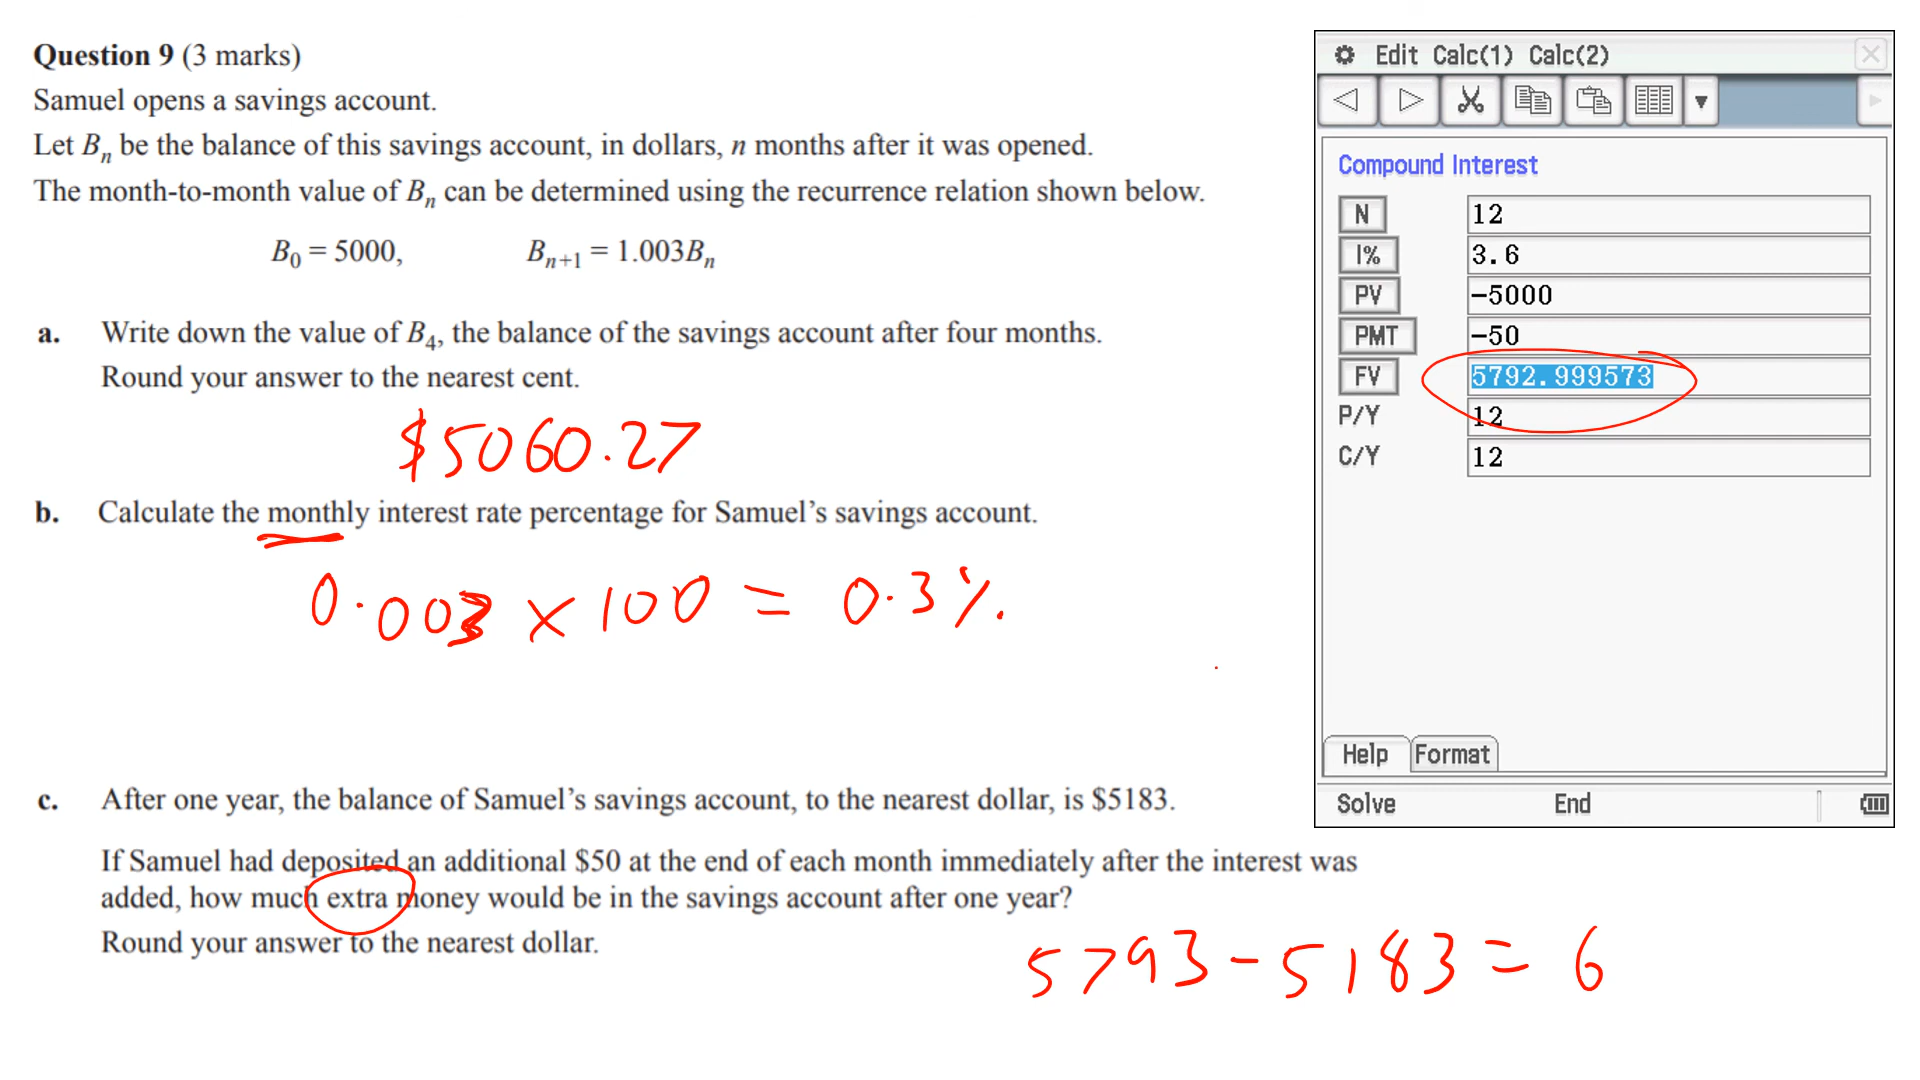 Question 9 (3 marks)
Samuel opens a savings account.
Let Bn be the balance of this savings account, in dollars, n months after it was opened.
The month-to-month value of Bn can be determined using the recurrence relation shown below.
B0 = 5000, Bn+1 = 1.003Bn
a. Write down the value of B4, the balance of the savings account after four months.
Round your answer to the nearest cent.
$5060.27
b. Calculate the monthly interest rate percentage for Samuel's savings account.
0.003 × 100 = 0.3%
c. After one year, the balance of Samuel's savings account, to the nearest dollar, is $5183.
If Samuel had deposited an additional $50 at the end of each month immediately after the interest was
added, how much extra money would be in the savings account after one year?
Round your answer to the nearest dollar.
5793 - 5183 = 6
Edit Calc(1) Calc(2)
Compound Interest
N 12
I% 3.6
PV -5000
PMT -50
FV 5792.999573
P/Y 12
C/Y 12
Help Format
Solve End